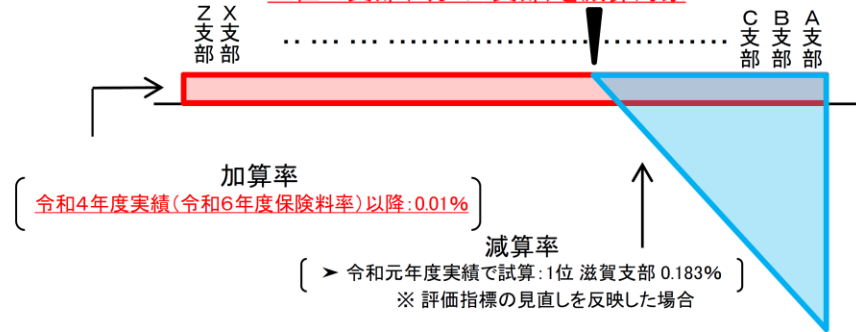 Z支部
X支部
‥ … … ‥‥‥‥‥‥‥‥‥‥‥‥‥‥‥‥
C支部
B支部
A支部
加算率
令和4年度実績(令和6年度保険料率)以降:0.01%
減算率
➤ 令和元年度実績で試算:1位 滋賀支部 0.183%
※ 評価指標の見直しを反映した場合